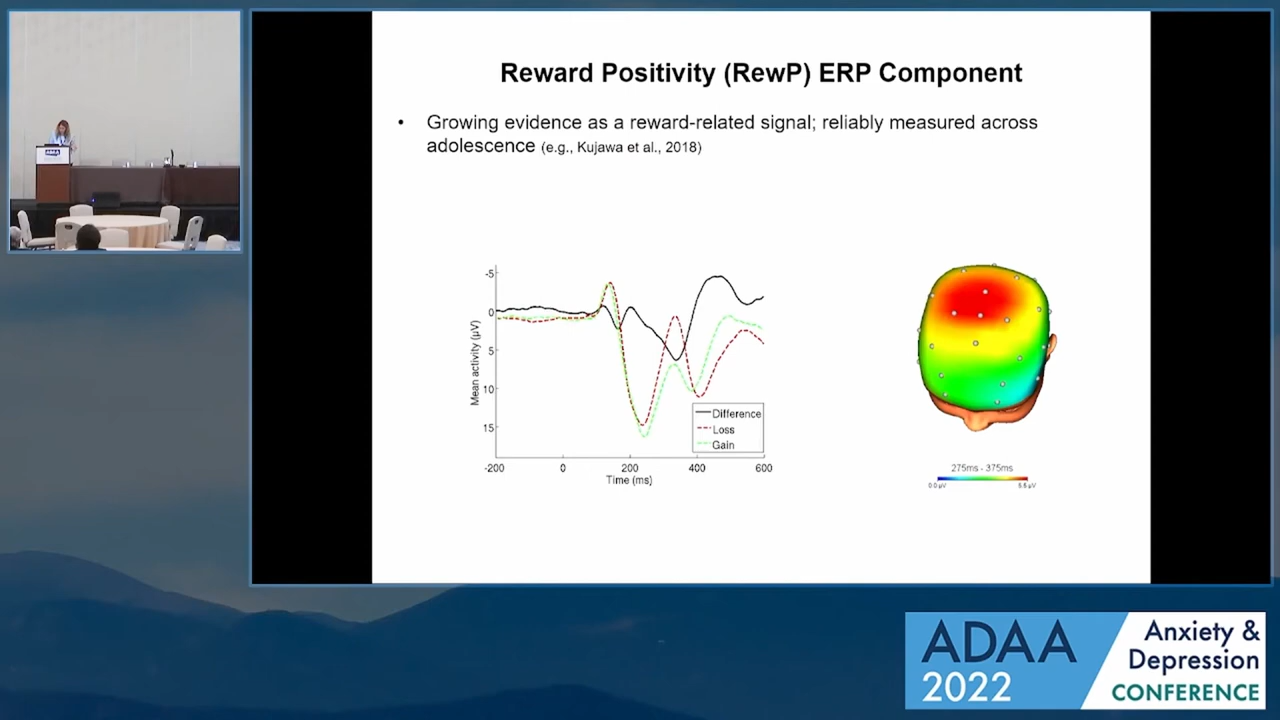 Reward Positivity (RewP) ERP Component
• Growing evidence as a reward-related signal; reliably measured across
adolescence (e.g., Kujawa et al., 2018)
-5
0
5
10
15
Mean activity (µV)
Difference
Loss
Gain
-200
0
200
400
600
Time (ms)
275ms - 375ms
0.0 µV
5.5 µV
ADAA
ADAA
2022
Anxiety &
Depression
CONFERENCE